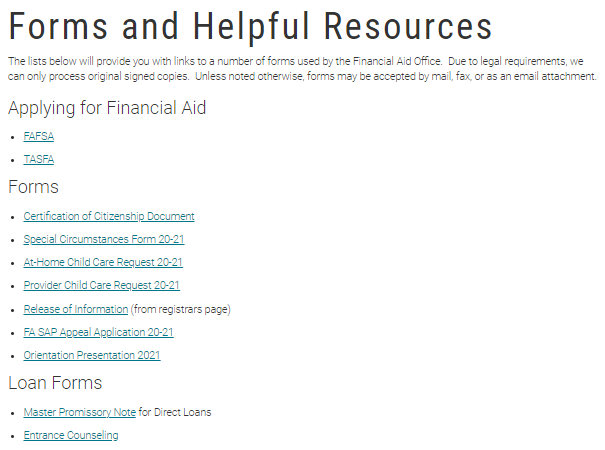 Forms and Helpful Resources
The lists below will provide you with links to a number of forms used by the Financial Aid Office. Due to legal requirements, we
can only process original signed copies. Unless noted otherwise, forms may be accepted by mail, fax, or as an email attachment.
Applying for Financial Aid
• FAFSA
• TASFA
Forms
• Certification of Citizenship Document
• Special Circumstances Form 20-21
• At-Home Child Care Request 20-21
• Provider Child Care Request 20-21
• Release of Information (from registrars page)
• FA SAP Appeal Application 20-21
• Orientation Presentation 2021
Loan Forms
• Master Promissory Note for Direct Loans
• Entrance Counseling